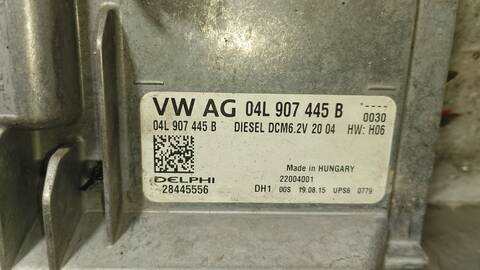 VW AG 04L 907 445 B
0030
04L 907 445 B DIESEL DCM6.2V 20 04 HW: H06
Made in HUNGARY
DELPHI 22004001
28445556 DH1 00S 19.08.15 UPS6 0779